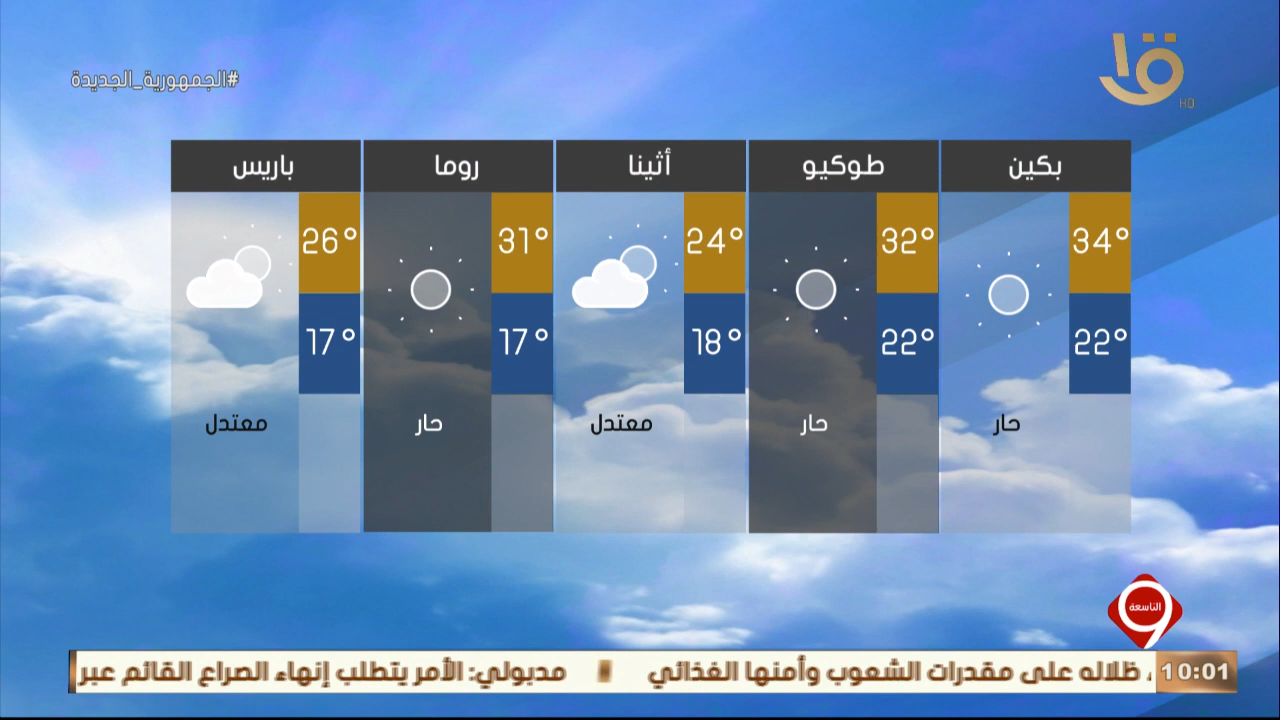 #الجمهورية_الجديدة
HD
بكين
34°
22°
حار
طوكيو
32°
22°
حار
أثينا
24°
18°
معتدل
روما
31°
17°
حار
باريس
26°
17°
معتدل
التاسعة
9
10:01
ظلاله على مقدرات الشعوب وأمنها الغذائي
مدبولي: الأمر يتطلب إنهاء الصراع القائم عبر